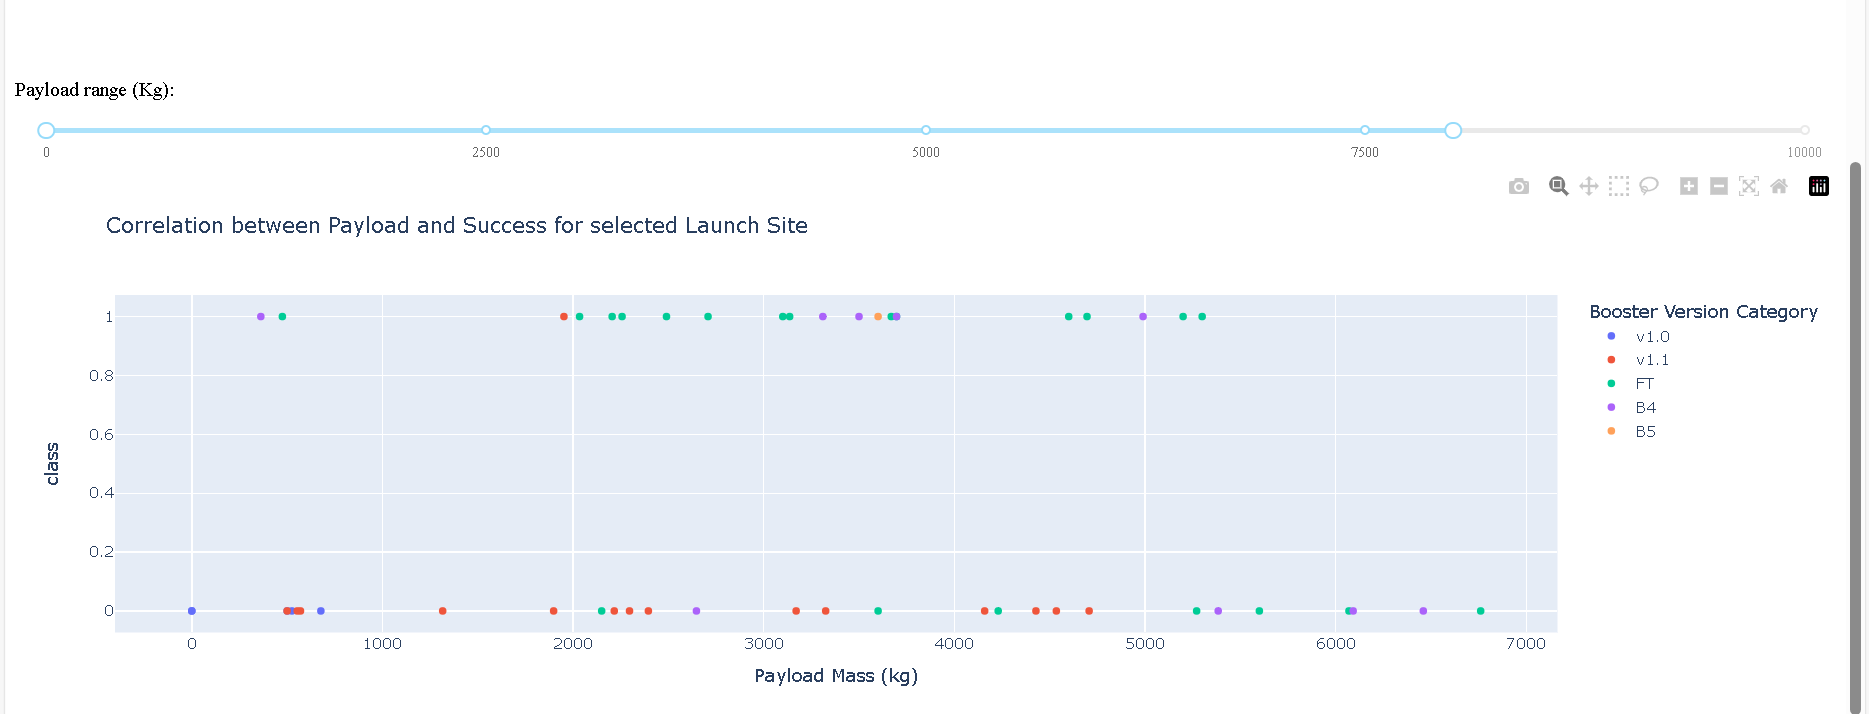 Payload range (Kg):
0 2500 5000 7500 10000
Correlation between Payload and Success for selected Launch Site
1
0.8
0.6
0.4
0.2
0
class
0 1000 2000 3000 4000 5000 6000 7000
Payload Mass (kg)
Booster Version Category
v1.0
v1.1
FT
B4
B5